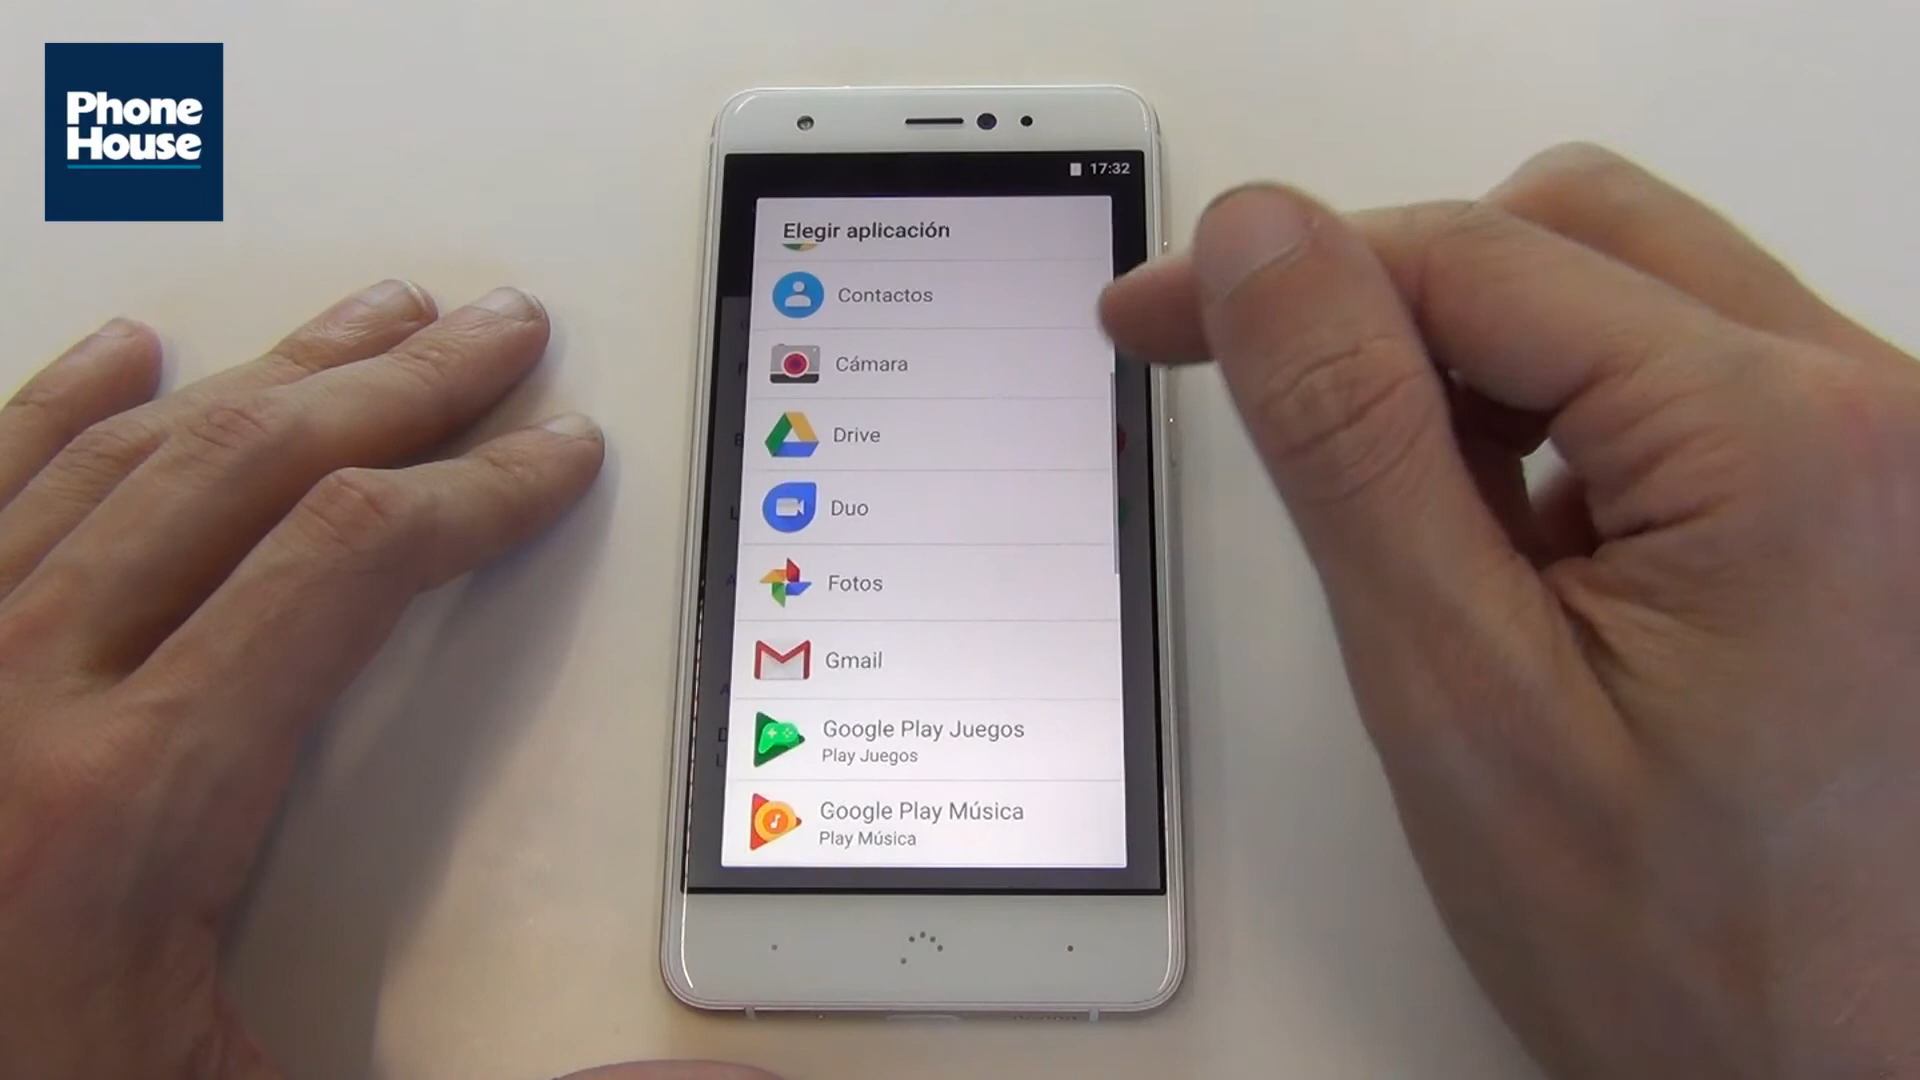 Phone
House
17:32
Elegir aplicación
Contactos
Cámara
Drive
Duo
Fotos
Gmail
Google Play Juegos
Play Juegos
Google Play Música
Play Música